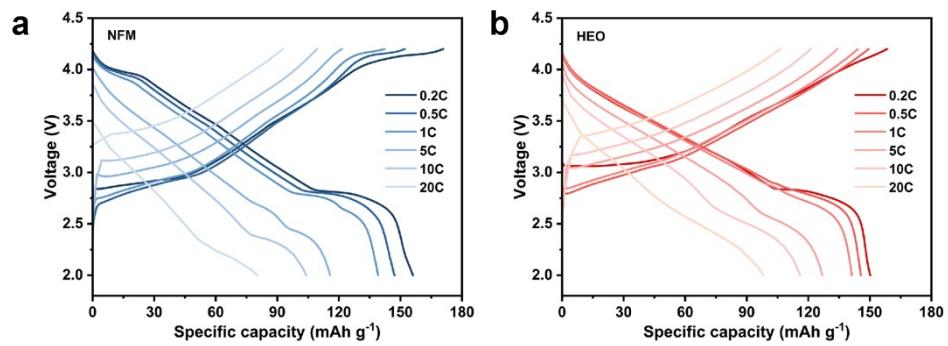 a
NFM
4.5
4.0
3.5
3.0
2.5
2.0
Voltage (V)
0.2C
0.5C
1C
5C
10C
20C
0 30 60 90 120 150 180
Specific capacity (mAh g⁻¹)
b
HEO
4.5
4.0
3.5
3.0
2.5
2.0
Voltage (V)
0.2C
0.5C
1C
5C
10C
20C
0 30 60 90 120 150 180
Specific capacity (mAh g⁻¹)